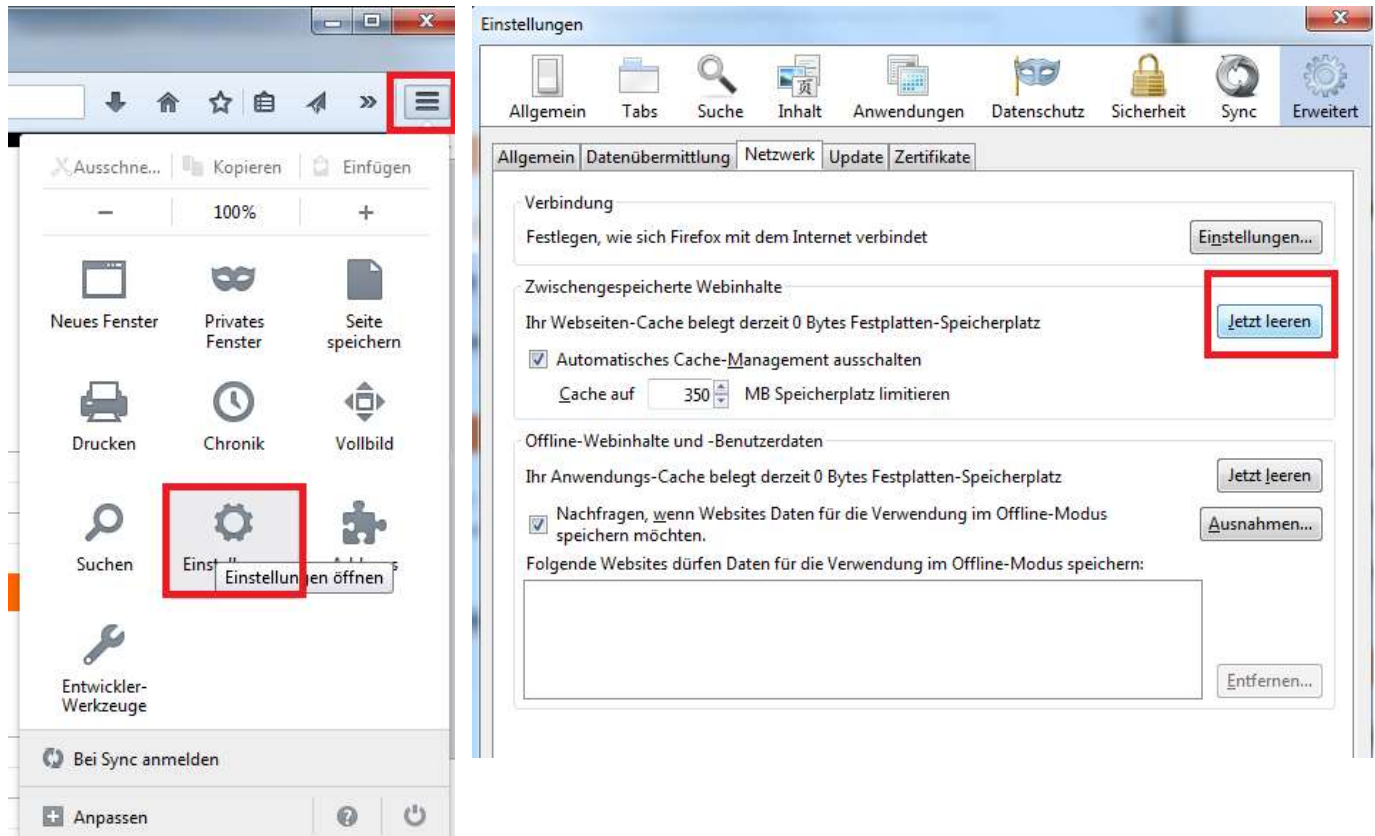 Ausschne... Kopieren Einfügen
100%
Neues Fenster Privates Fenster Seite speichern
Drucken Chronik Vollbild
Suchen
Einstellungen öffnen
Entwickler-
Werkzeuge
Bei Sync anmelden
Anpassen
Einstellungen
Allgemein Tabs Suche Inhalt Anwendungen Datenschutz Sicherheit Sync Erweitert
Allgemein Datenübermittlung Netzwerk Update Zertifikate
Verbindung
Festlegen, wie sich Firefox mit dem Internet verbindet Einstellungen...
Zwischengespeicherte Webinhalte
Ihr Webseiten-Cache belegt derzeit 0 Bytes Festplatten-Speicherplatz Jetzt leeren
Automatisches Cache-Management ausschalten
Cache auf 350 MB Speicherplatz limitieren
Offline-Webinhalte und -Benutzerdaten
Ihr Anwendungs-Cache belegt derzeit 0 Bytes Festplatten-Speicherplatz Jetzt leeren
Nachfragen, wenn Websites Daten für die Verwendung im Offline-Modus
speichern möchten. Ausnahmen...
Folgende Websites dürfen Daten für die Verwendung im Offline-Modus speichern:
Entfernen...